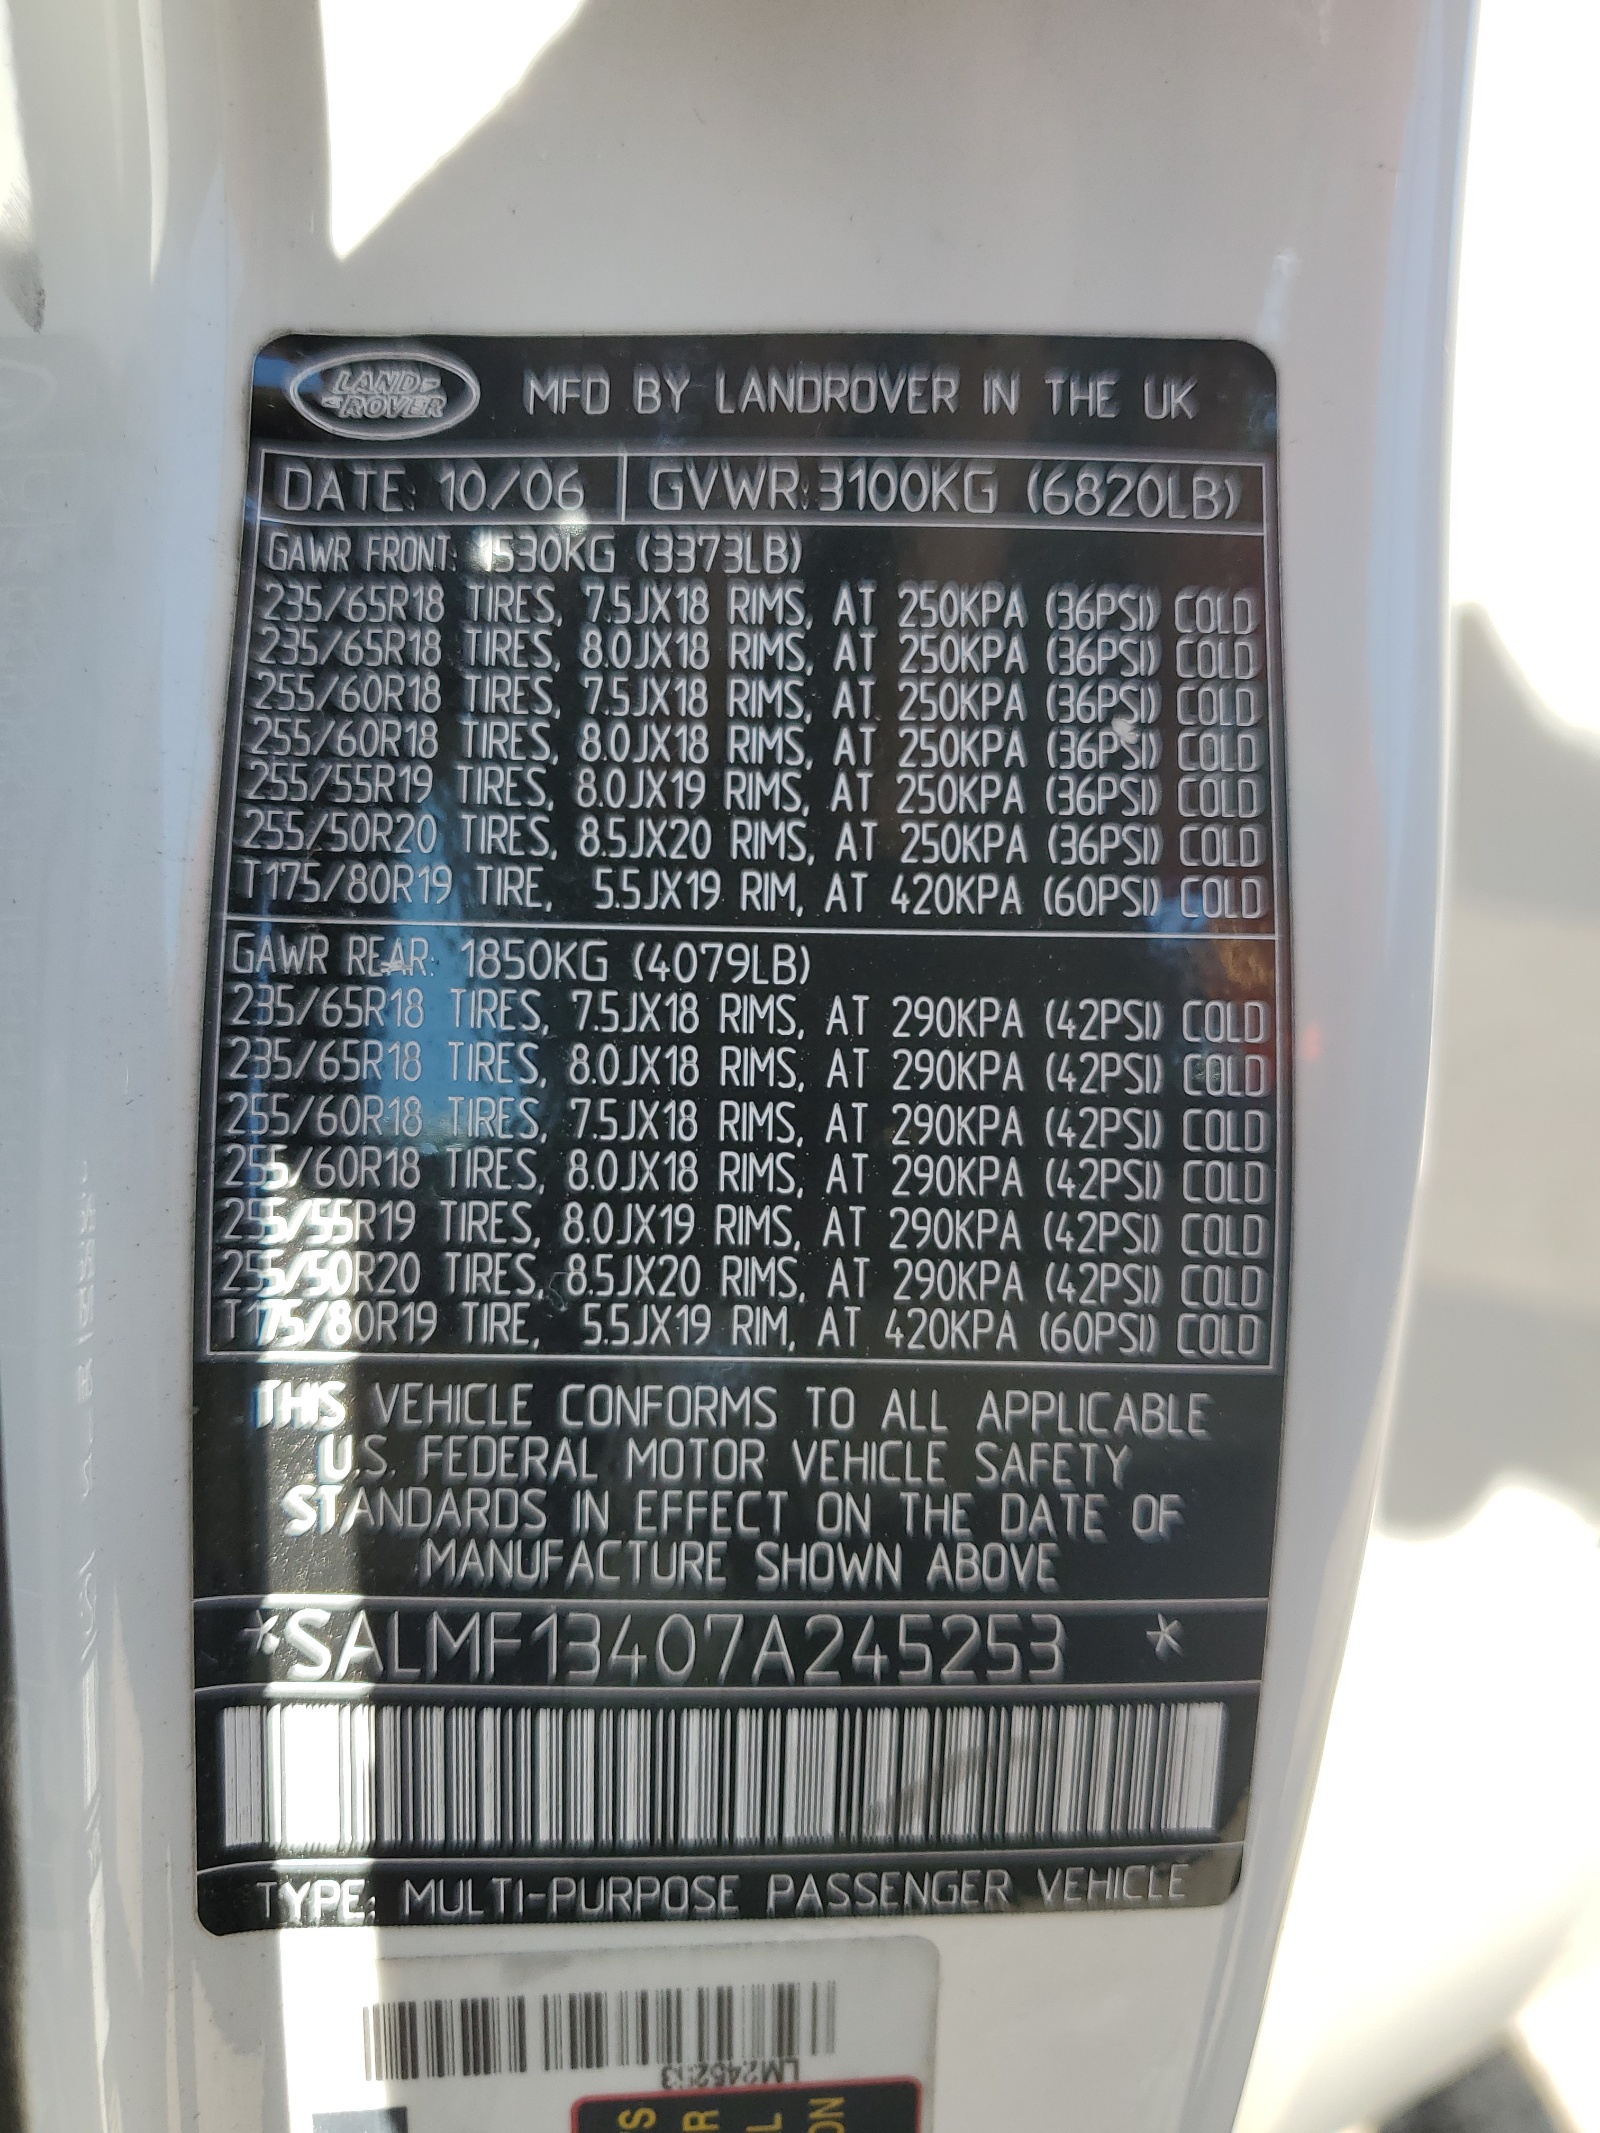 LAND-
-ROVER
MFD BY LANDROVER IN THE UK
DATE: 10/06 GVWR:3100KG (6820LB)
GAWR FRONT: 1530KG (3373LB)
235/65R18 TIRES, 7.5JX18 RIMS, AT 250KPA (36PSI) COLD
235/65R18 TIRES, 8.0JX18 RIMS, AT 250KPA (36PSI) COLD
255/60R18 TIRES, 7.5JX18 RIMS, AT 250KPA (36PSI) COLD
255/60R18 TIRES, 8.0JX18 RIMS, AT 250KPA (36PSI) COLD
255/55R19 TIRES, 8.0JX19 RIMS, AT 250KPA (36PSI) COLD
255/50R20 TIRES, 8.5JX20 RIMS, AT 250KPA (36PSI) COLD
T175/80R19 TIRE, 5.5JX19 RIM, AT 420KPA (60PSI) COLD
GAWR REAR: 1850KG (4079LB)
235/65R18 TIRES, 7.5JX18 RIMS, AT 290KPA (42PSI) COLD
235/65R18 TIRES, 8.0JX18 RIMS, AT 290KPA (42PSI) COLD
255/60R18 TIRES, 7.5JX18 RIMS, AT 290KPA (42PSI) COLD
255/60R18 TIRES, 8.0JX18 RIMS, AT 290KPA (42PSI) COLD
255/55R19 TIRES, 8.0JX19 RIMS, AT 290KPA (42PSI) COLD
255/50R20 TIRES, 8.5JX20 RIMS, AT 290KPA (42PSI) COLD
T175/80R19 TIRE, 5.5JX19 RIM, AT 420KPA (60PSI) COLD
THIS VEHICLE CONFORMS TO ALL APPLICABLE
U.S. FEDERAL MOTOR VEHICLE SAFETY
STANDARDS IN EFFECT ON THE DATE OF
MANUFACTURE SHOWN ABOVE
*SALMF13407A245253 *
TYPE: MULTI-PURPOSE PASSENGER VEHICLE